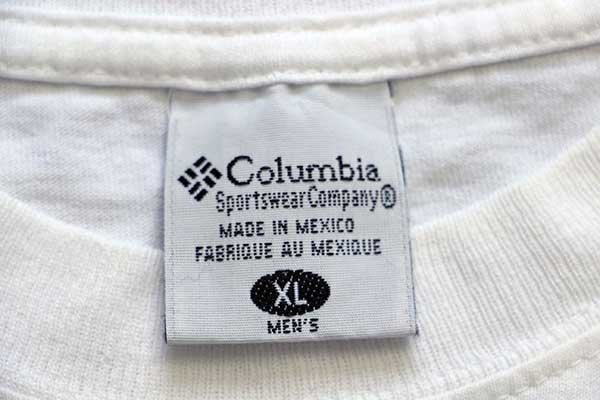 Columbia
SportswearCompany®
MADE IN MEXICO
FABRIQUE AU MEXIQUE
XL
MEN'S